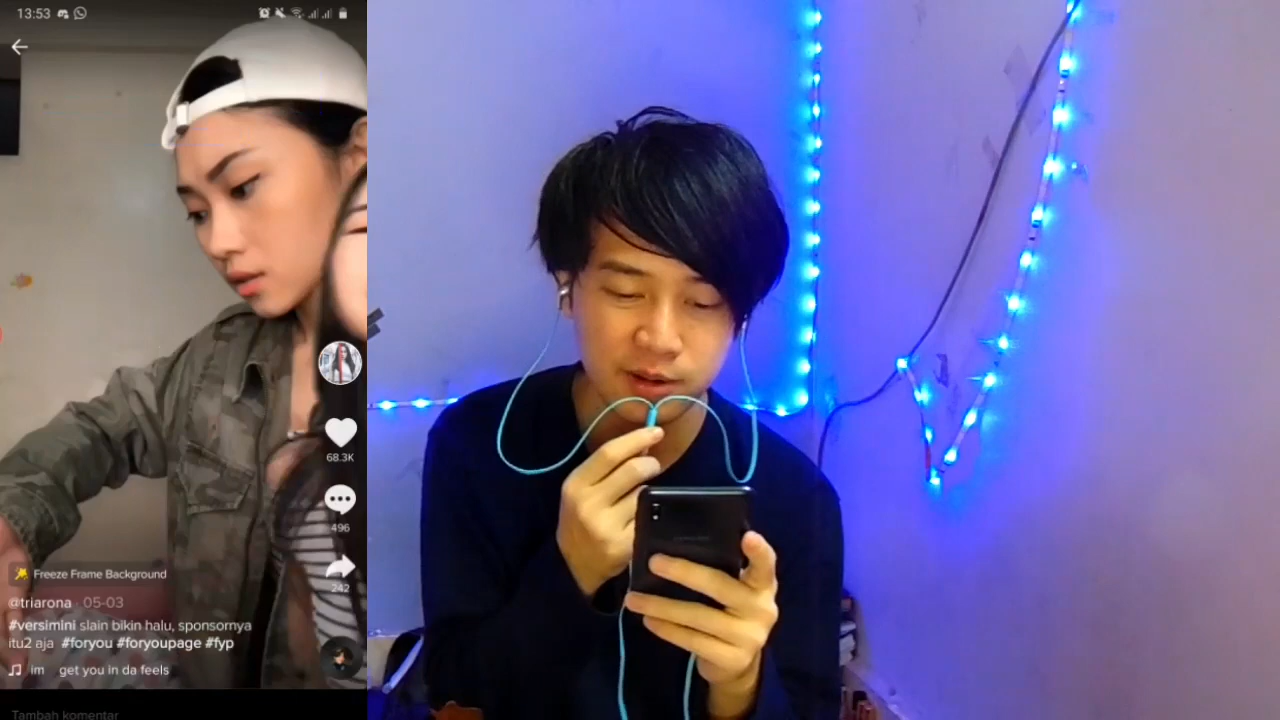 13:53
68.3K
496
242
Freeze Frame Background
@triarona · 05-03
#versimini slain bikin halu, sponsornya
itu2 aja #foryou #foryoupage #fyp
im get you in da feels
Tambah komentar